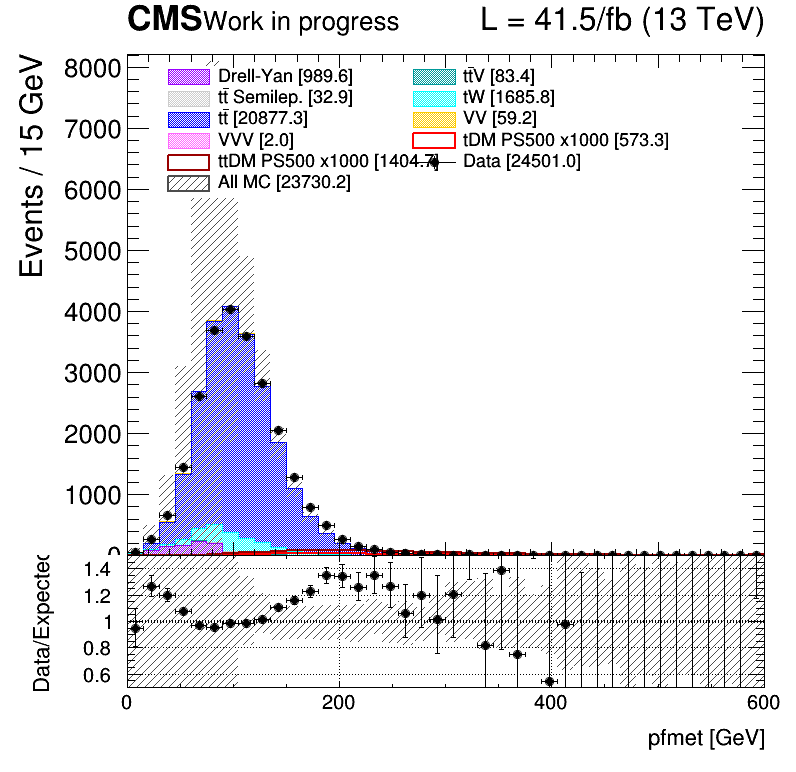 CMS Work in progress L = 41.5/fb (13 TeV)
Events / 15 GeV
8000
7000
6000
5000
4000
3000
2000
1000
0
Drell-Yan [989.6]
tt̄V [83.4]
tt̄ Semilep. [32.9]
tW [1685.8]
tt̄ [20877.3]
VV [59.2]
VVV [2.0]
tDM PS500 x1000 [573.3]
ttDM PS500 x1000 [1404.7]
Data [24501.0]
All MC [23730.2]
Data/Expected
1.4
1.2
1
0.8
0.6
0 200 400 600
pfmet [GeV]